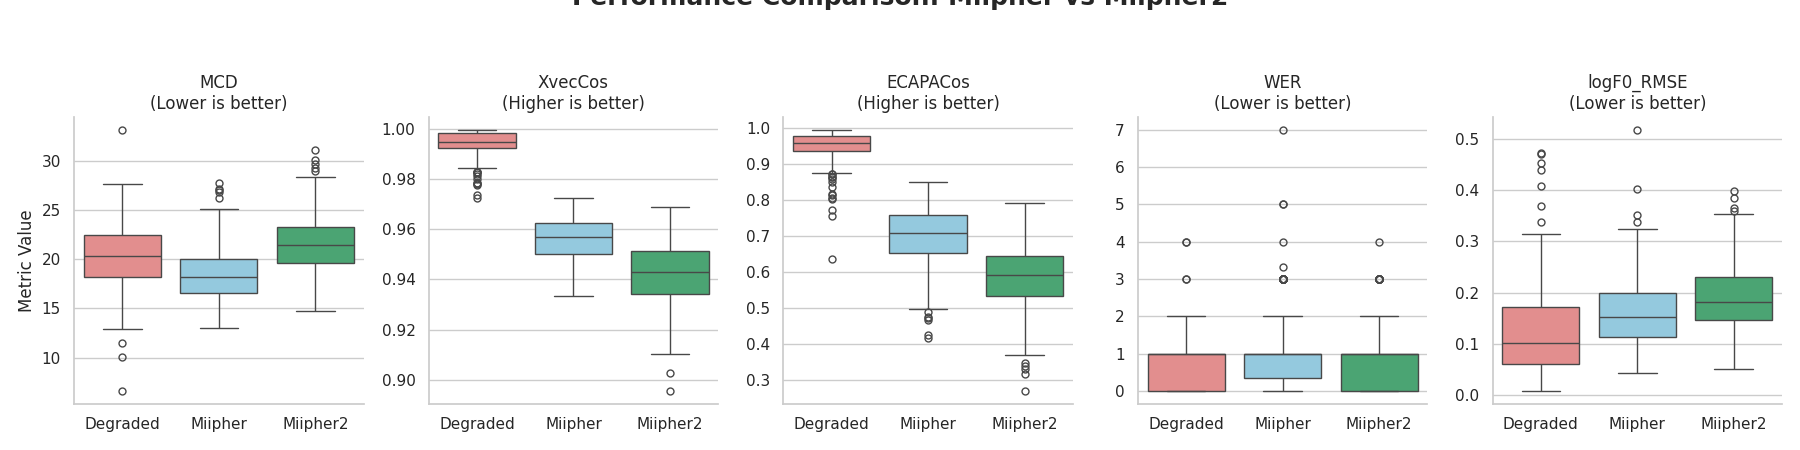 Performance Comparison: Miipher vs Miipher2
MCD
(Lower is better)
XvecCos
(Higher is better)
ECAPACos
(Higher is better)
WER
(Lower is better)
logF0_RMSE
(Lower is better)
Metric Value
30
25
20
15
10
Degraded
Miipher
Miipher2
1.00
0.98
0.96
0.94
0.92
0.90
Degraded
Miipher
Miipher2
1.0
0.9
0.8
0.7
0.6
0.5
0.4
0.3
Degraded
Miipher
Miipher2
7
6
5
4
3
2
1
0
Degraded
Miipher
Miipher2
0.5
0.4
0.3
0.2
0.1
0.0
Degraded
Miipher
Miipher2